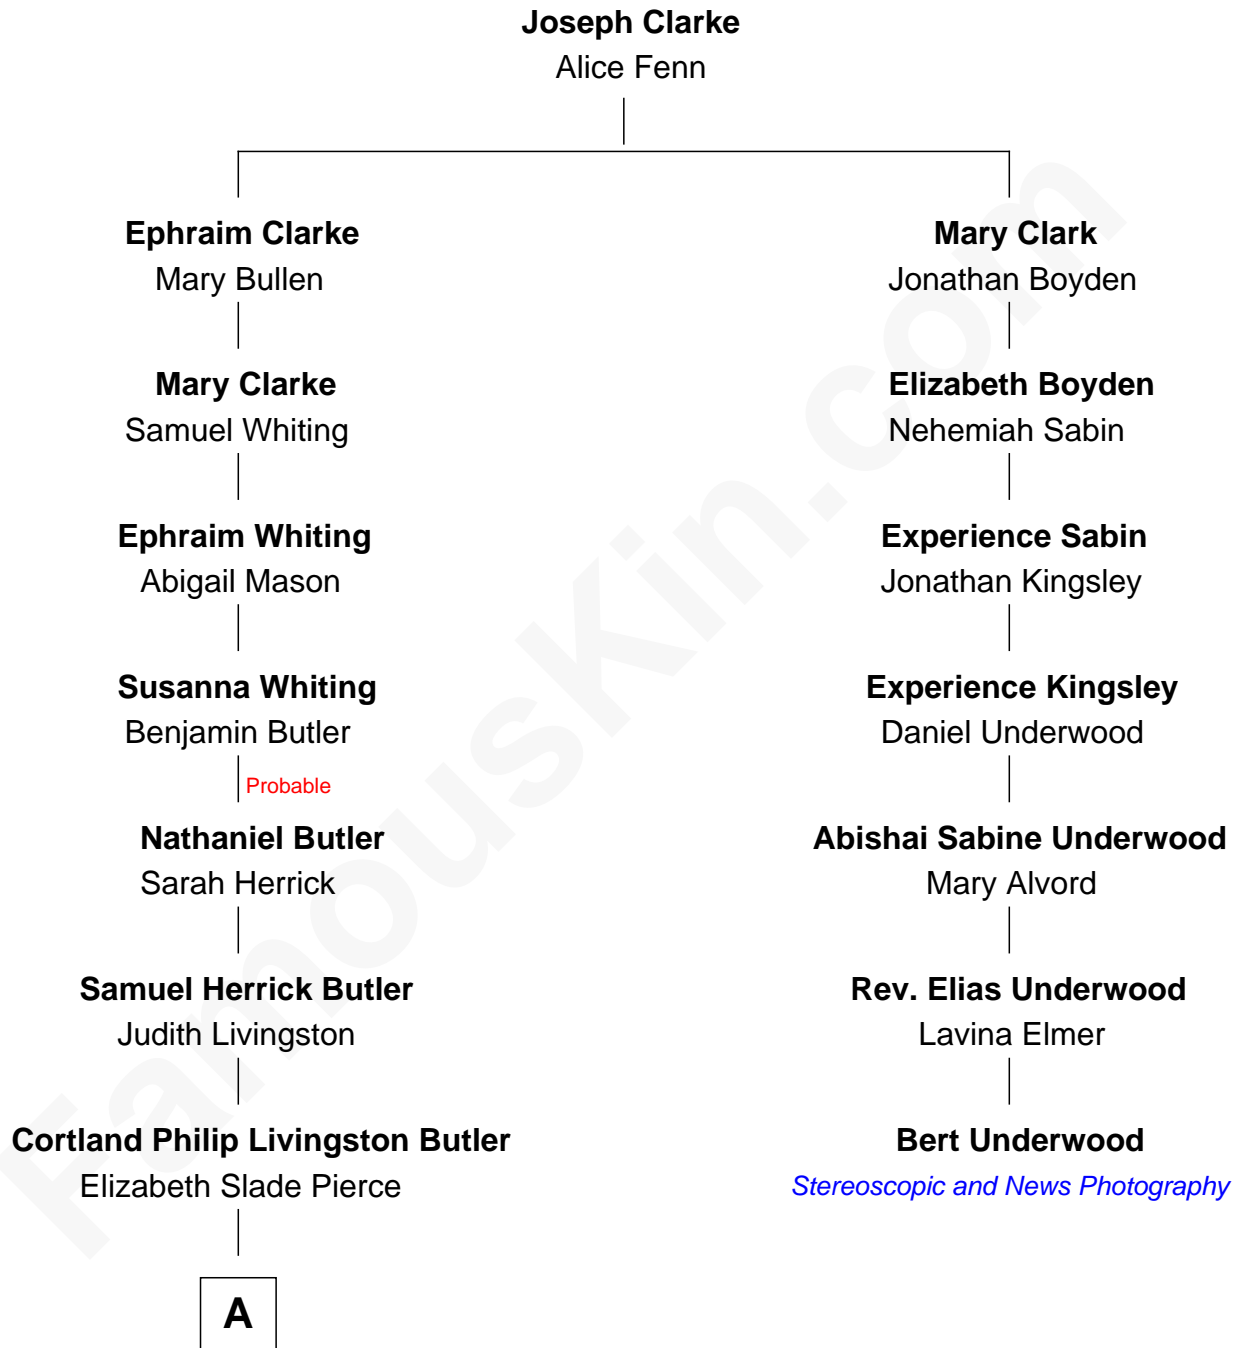 Joseph Clarke
Alice Fenn
Ephraim Clarke
Mary Bullen
Mary Clark
Jonathan Boyden
Mary Clarke
Samuel Whiting
Elizabeth Boyden
Nehemiah Sabin
Ephraim Whiting
Abigail Mason
Experience Sabin
Jonathan Kingsley
Susanna Whiting
Benjamin Butler
Experience Kingsley
Daniel Underwood
Probable
Nathaniel Butler
Sarah Herrick
Abishai Sabine Underwood
Mary Alvord
Samuel Herrick Butler
Judith Livingston
Rev. Elias Underwood
Lavina Elmer
Cortland Philip Livingston Butler
Elizabeth Slade Pierce
Bert Underwood
Stereoscopic and News Photography
A
FamousKin.com